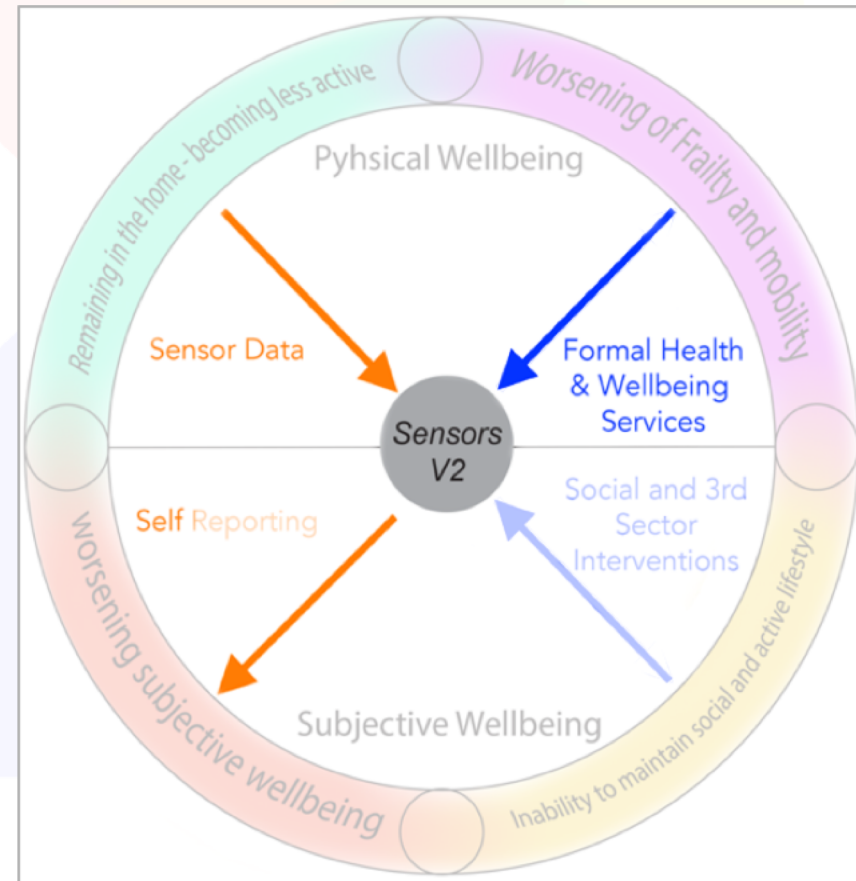 Remaining in the home - becoming less active
Worsening of Frailty and mobility
Pyhsical Wellbeing
Sensor Data
Formal Health
& Wellbeing
Services
Sensors
V2
Self Reporting
Social and 3rd
Sector
Interventions
Subjective Wellbeing
worsening subjective wellbeing
Inability to maintain social and active lifestyle